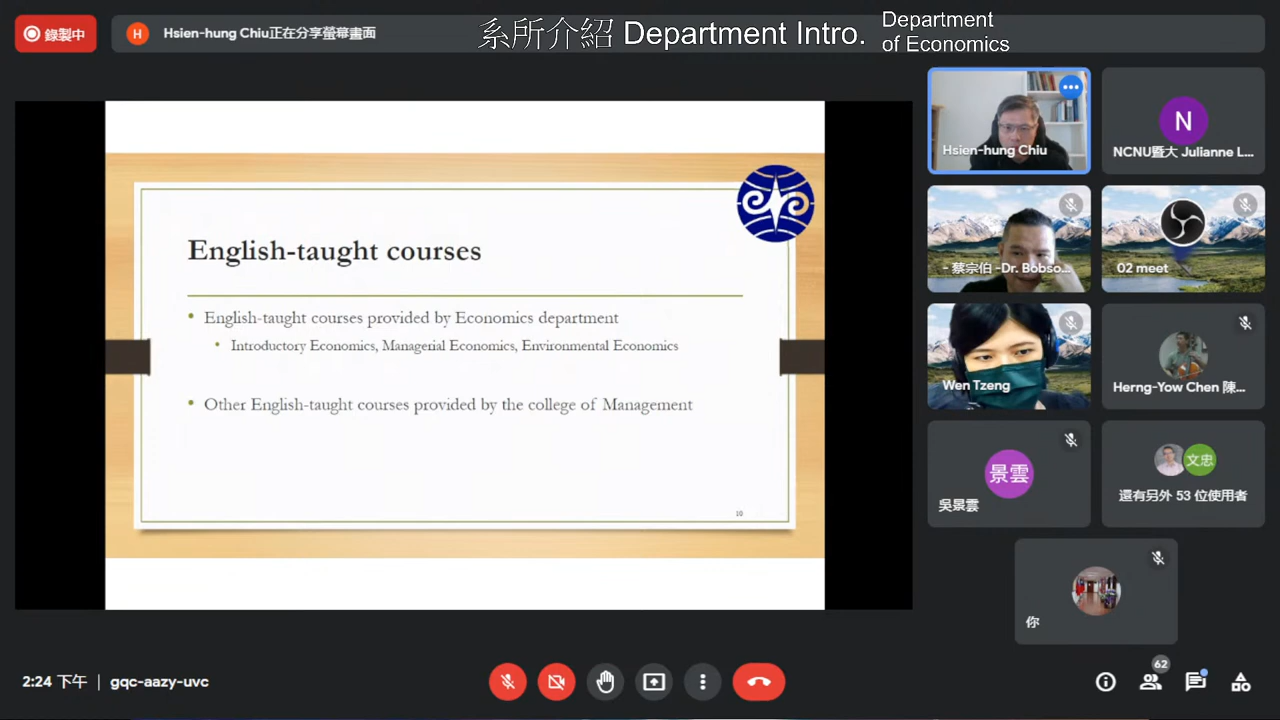 錄製中
H
Hsien-hung Chiu正在分享螢幕畫面
系所介紹 Department Intro.
Department
of Economics
English-taught courses
• English-taught courses provided by Economics department
• Introductory Economics, Managerial Economics, Environmental Economics
• Other English-taught courses provided by the college of Management
10
Hsien-hung Chiu
N
NCNU暨大 Julianne L...
- 蔡宗伯 -Dr. Bobso...
02 meet
Wen Tzeng
Herng-Yow Chen 陳...
景雲
吳景雲
文忠
還有另外 53 位使用者
你
2:24 下午 | gqc-aazy-uvc
62